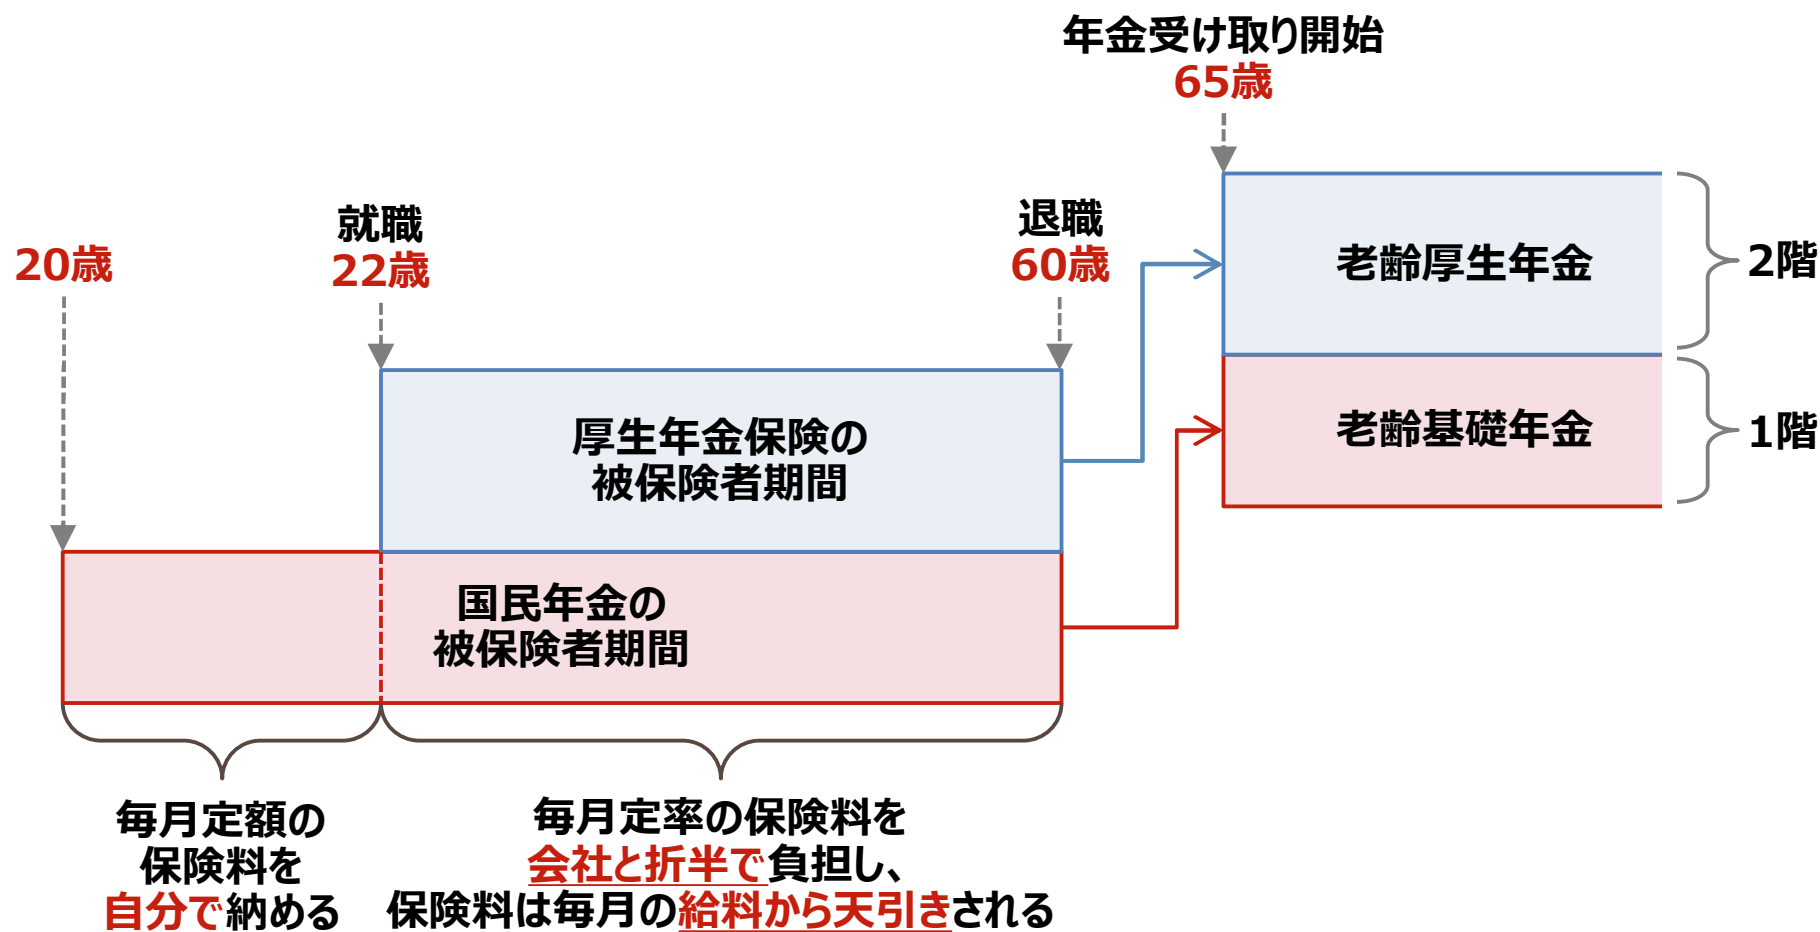 年金受け取り開始
65歳
就職
22歳
退職
60歳
20歳
老齢厚生年金
2階
老齢基礎年金
1階
厚生年金保険の
被保険者期間
国民年金の
被保険者期間
毎月定額の
保険料を
自分で納める
毎月定率の保険料を
会社と折半で負担し、
保険料は毎月の給料から天引きされる